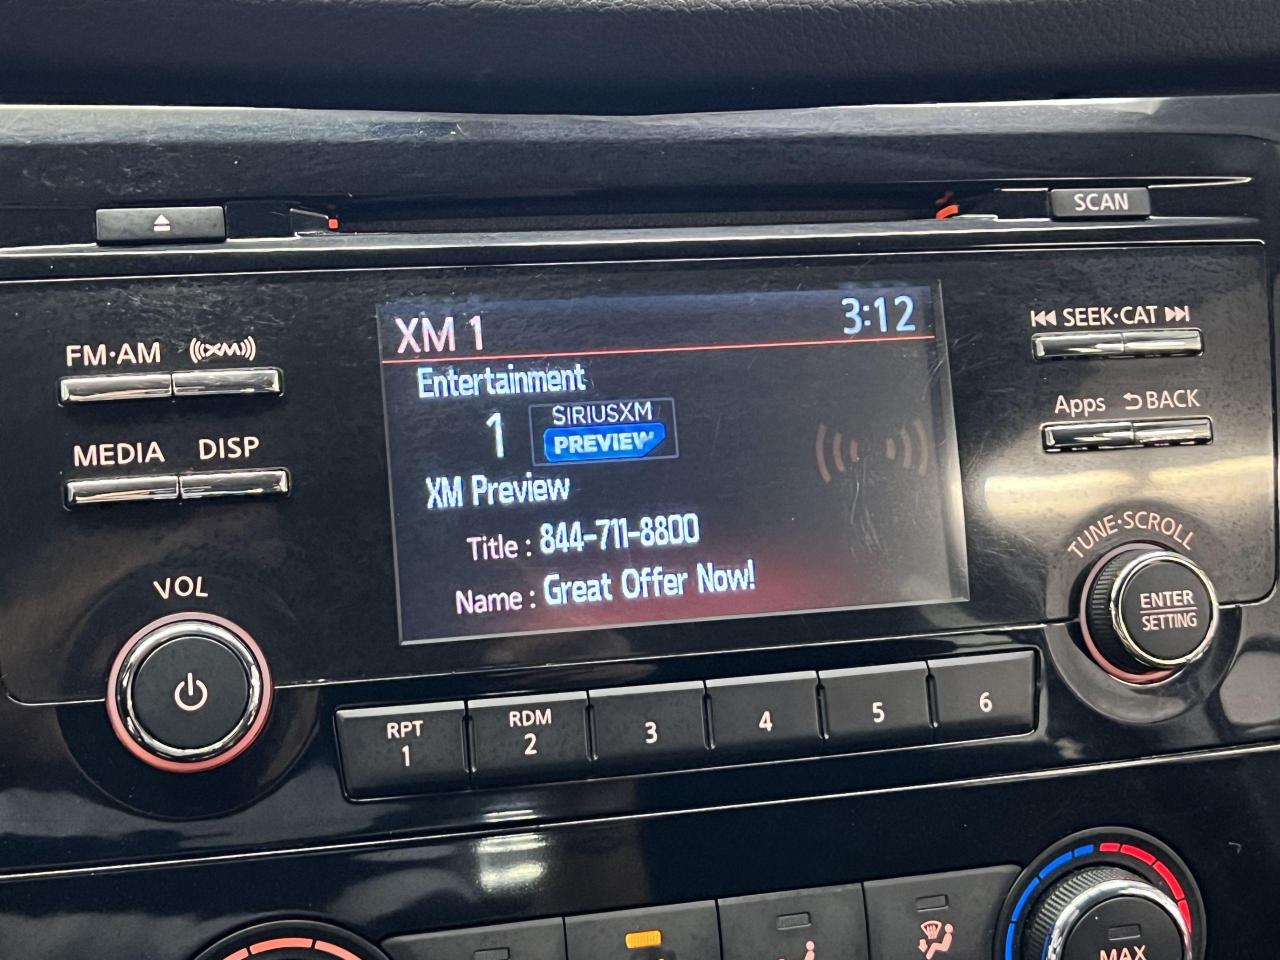 SCAN
FM·AM
XM
MEDIA
DISP
VOL
XM 1
3:12
Entertainment
1
SIRIUSXM
PREVIEW
XM Preview
Title : 844-711-8800
Name : Great Offer Now!
SEEK·CAT
Apps
BACK
TUNE·SCROLL
ENTER
SETTING
RPT
1
RDM
2
3
4
5
6
MAX